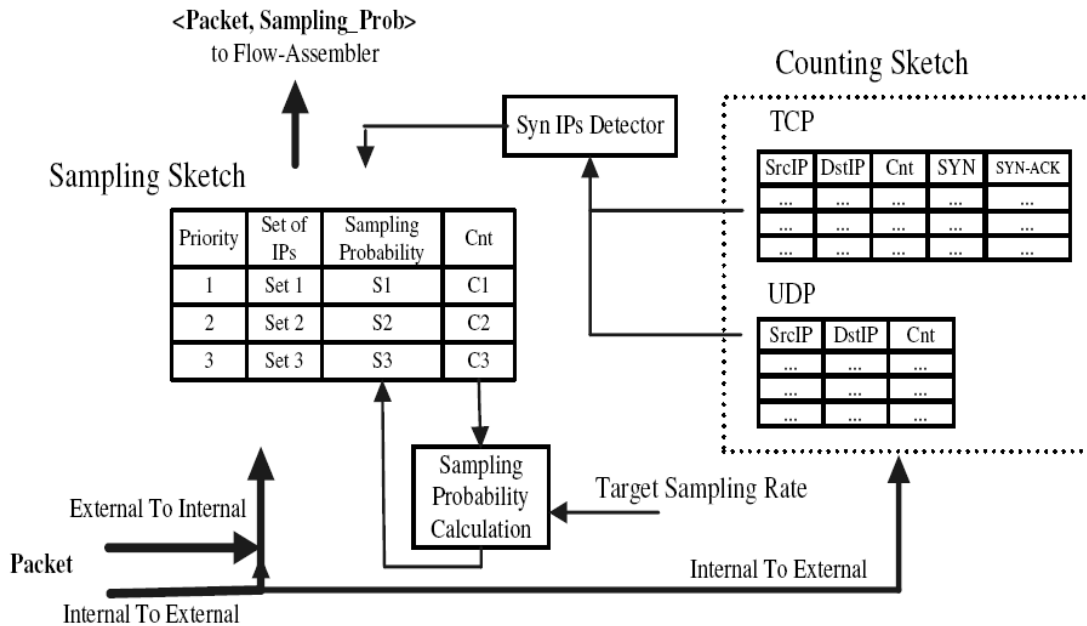 <Packet, Sampling_Prob>
to Flow-Assembler
Counting Sketch
Syn IPs Detector
TCP
SrcIP DstIP Cnt SYN SYN-ACK
... ... ... ... ...
... ... ... ... ...
... ... ... ... ...
Sampling Sketch
Priority Set of IPs Sampling Probability Cnt
1 Set 1 S1 C1
2 Set 2 S2 C2
3 Set 3 S3 C3
UDP
SrcIP DstIP Cnt
... ... ...
... ... ...
... ... ...
Sampling
Probability
Calculation
Target Sampling Rate
External To Internal
Packet
Internal To External
Internal To External